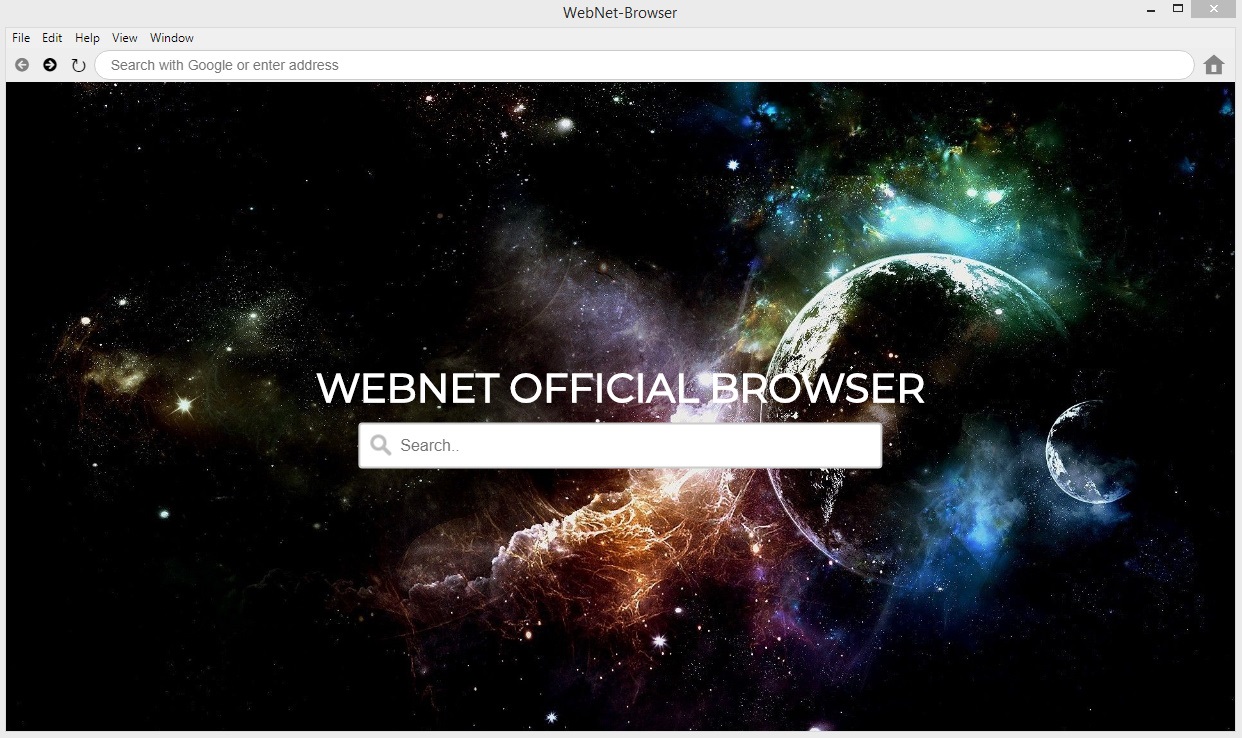 WebNet-Browser
File Edit Help View Window
Search with Google or enter address
WEBNET OFFICIAL BROWSER
Search..